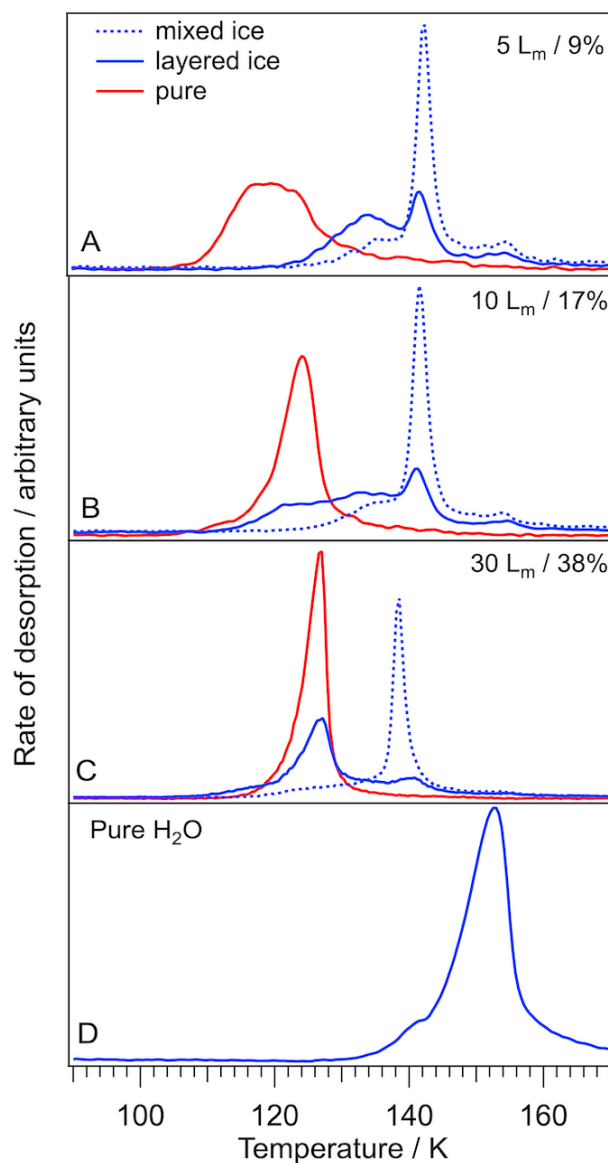 mixed ice
layered ice
pure
5 Lm / 9%
A
10 Lm / 17%
B
30 Lm / 38%
C
Pure H2O
D
Rate of desorption / arbitrary units
100 120 140 160
Temperature / K